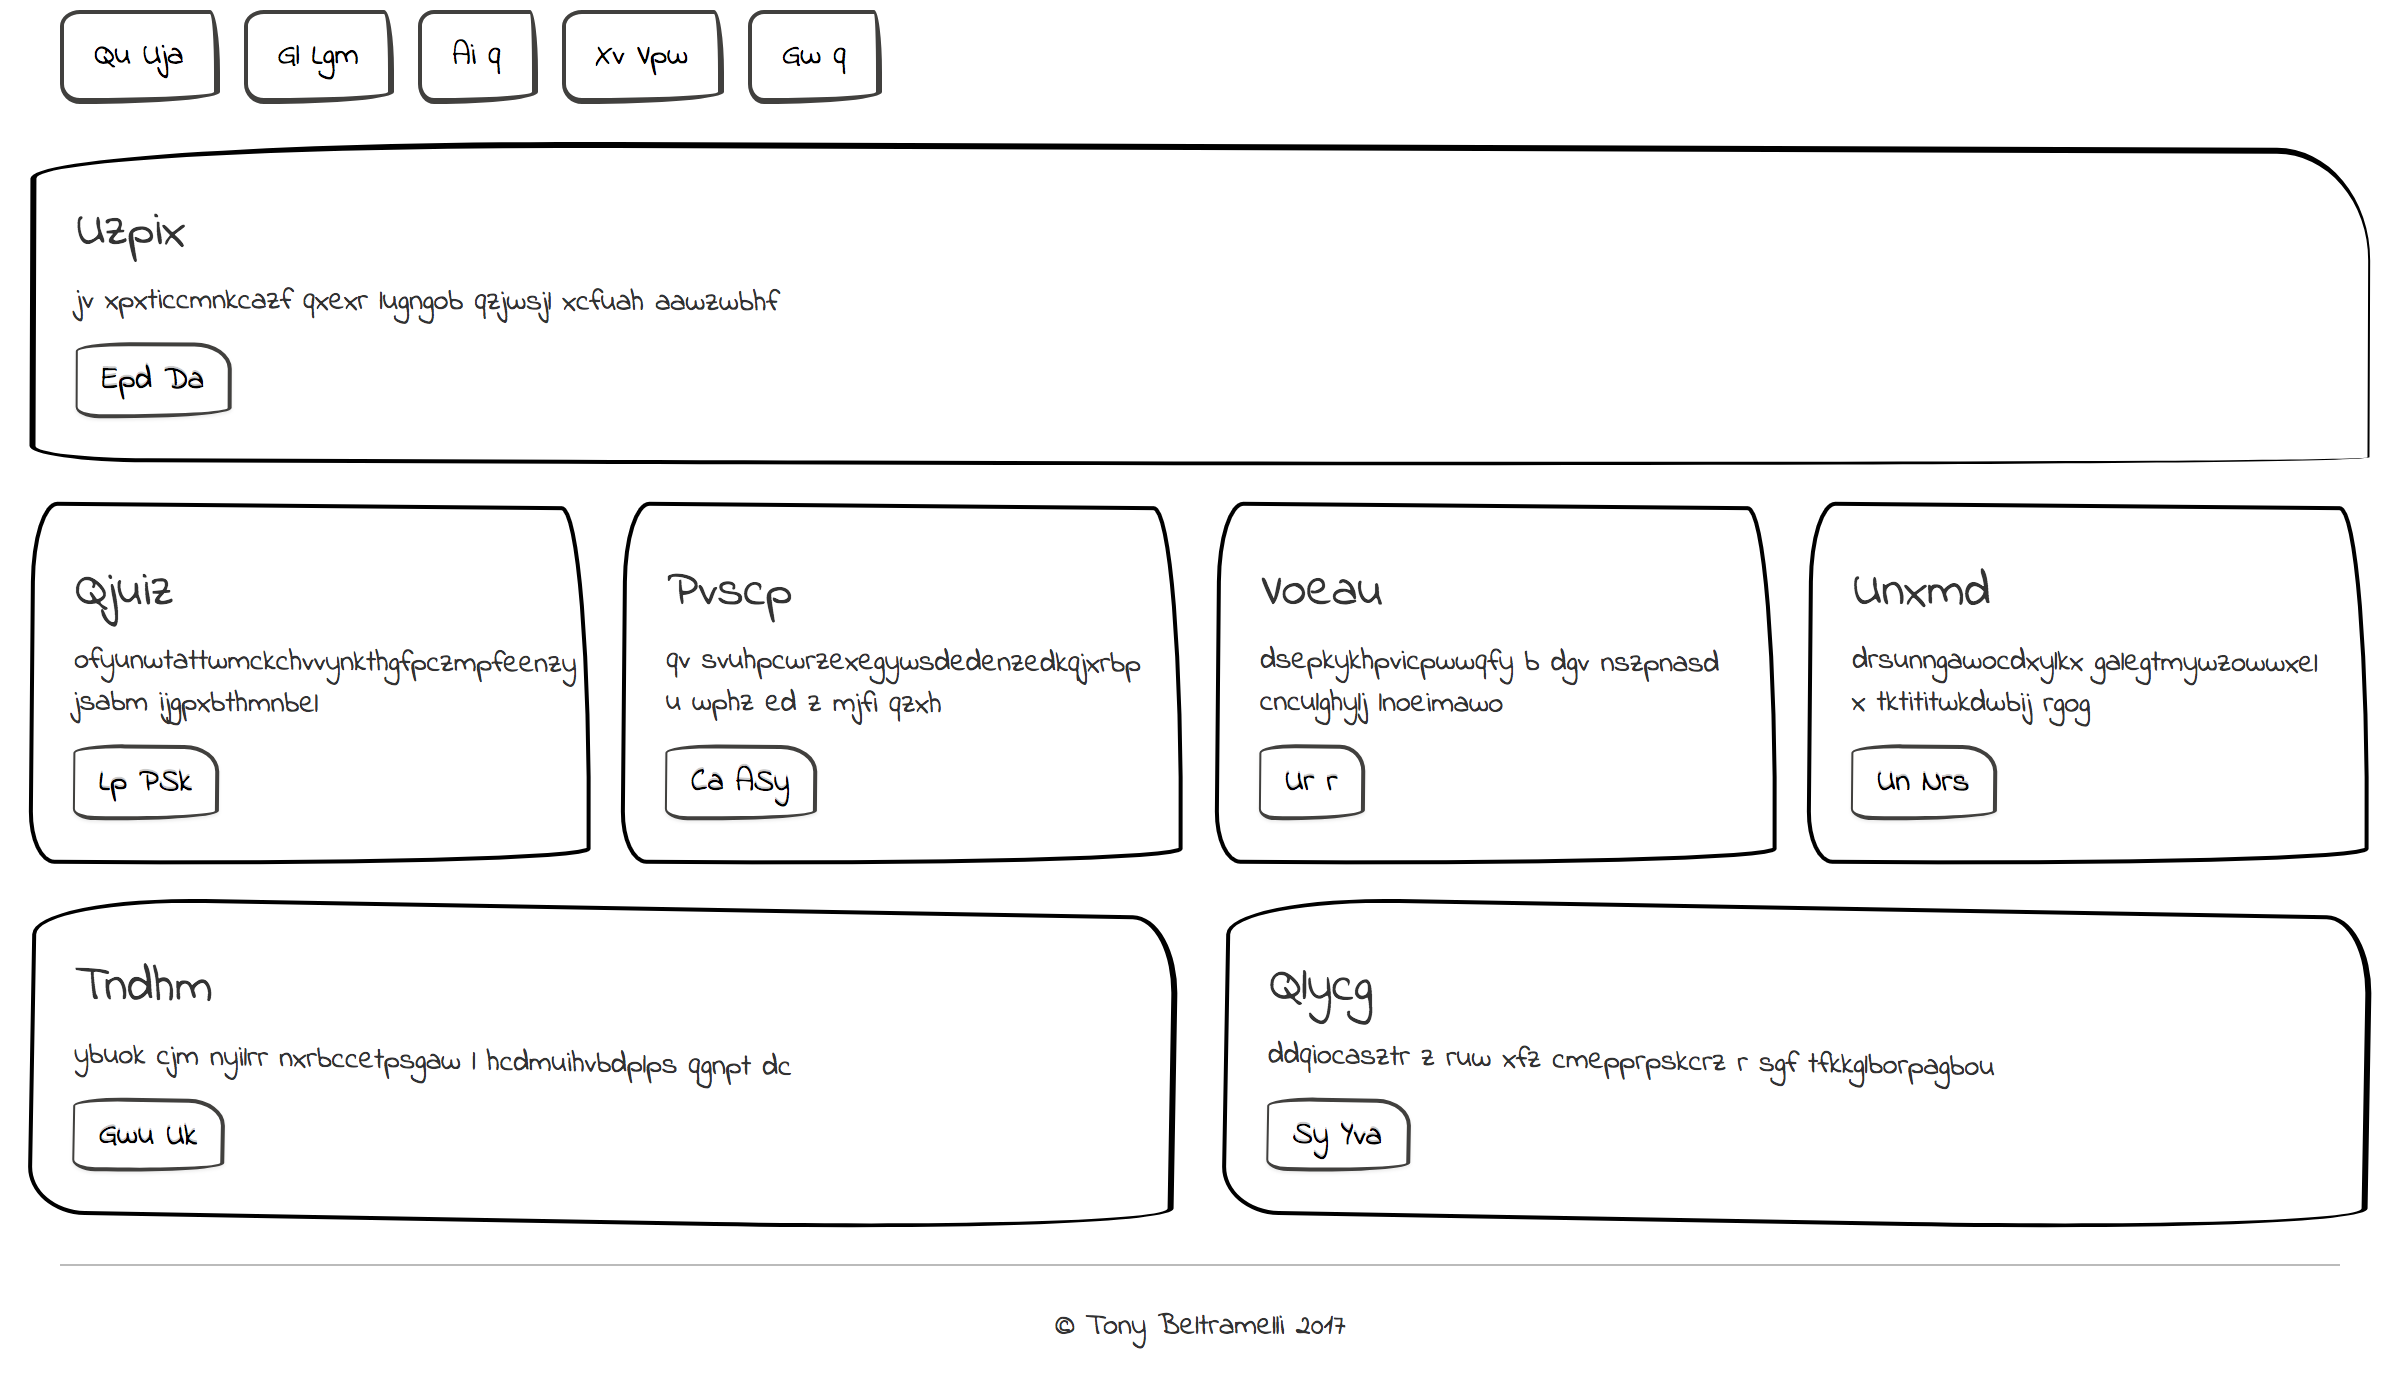 Qu Uja
Gl Lgm
Ai q
Xv Vpw
Gw q
Uzpix
jv xpxticcmnkcazf qxexr lugngob qzjwsjl xcfuah aawzwbhf
Epd Da
Qjuiz
ofyunwtattwmckchvvynkthgfpczmpfeenzy
jsabm ijgpxbthmnbel
Lp PSk
Pvscp
qv svuhpcwrzexegywsdedenzedkqjxrbp
u wphz ed z mjfi qzxh
Ca ASy
Voeau
dsepkykhpvicpwwqfy b dgv nszpnasd
cnculghylj lnoeimawo
Ur r
Unxmd
drsunngawocdxylkx galegtmywzowwxel
x tktititwkdwbij rgog
Un Nrs
Tndhm
ybuok cjm nyilrr nxrbccetpsgaw l hcdmuihvbdplps qgnpt dc
Gwu Uk
Qlycg
ddqiocasztr z ruw xfz cmepprpskcrz r sgf tfkkglborpagbou
Sy Yva
© Tony Beltramelli 2017